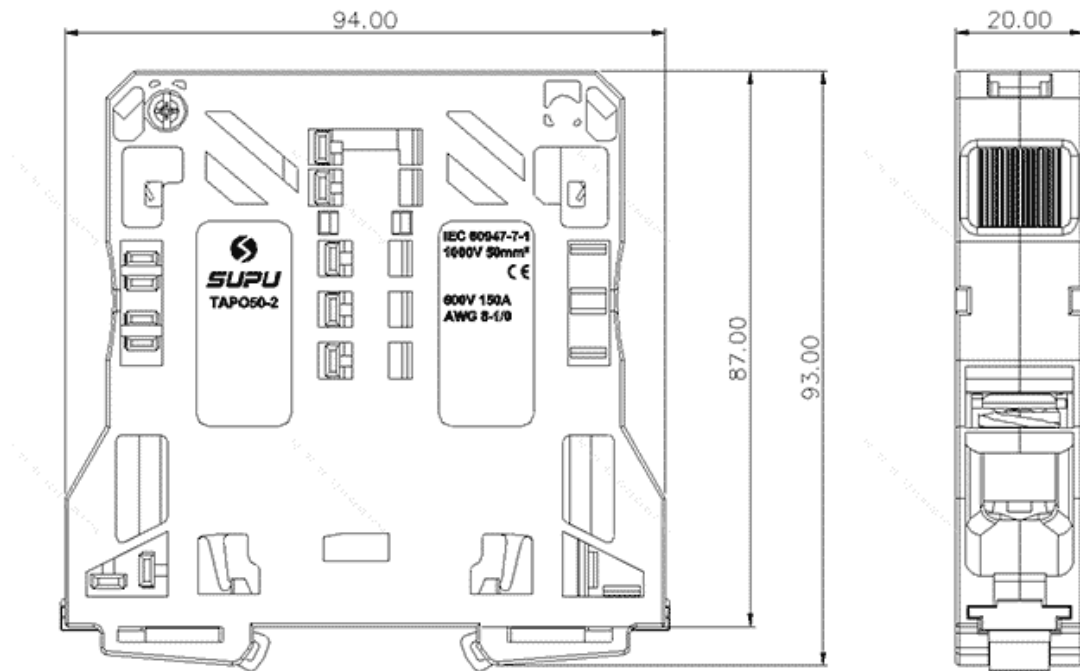 94.00
20.00
SUPU
TAPO50-2
IEC 60947-7-1
1000V 50mm²
CE
600V 150A
AWG 8-1/0
87.00
93.00